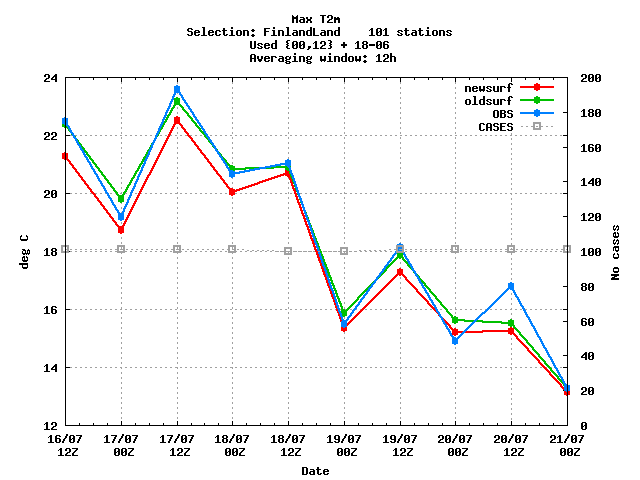 Max T2m
Selection: FinlandLand    101 stations
Used {00,12} + 18-06
Averaging window: 12h
newsurf
oldsurf
OBS
CASES
deg C
24
22
20
18
16
14
12
200
180
160
140
120
100
80
60
40
20
0
No cases
16/07 17/07 17/07 18/07 18/07 19/07 19/07 20/07 20/07 21/07
12Z 00Z 12Z 00Z 12Z 00Z 12Z 00Z 12Z 00Z
Date